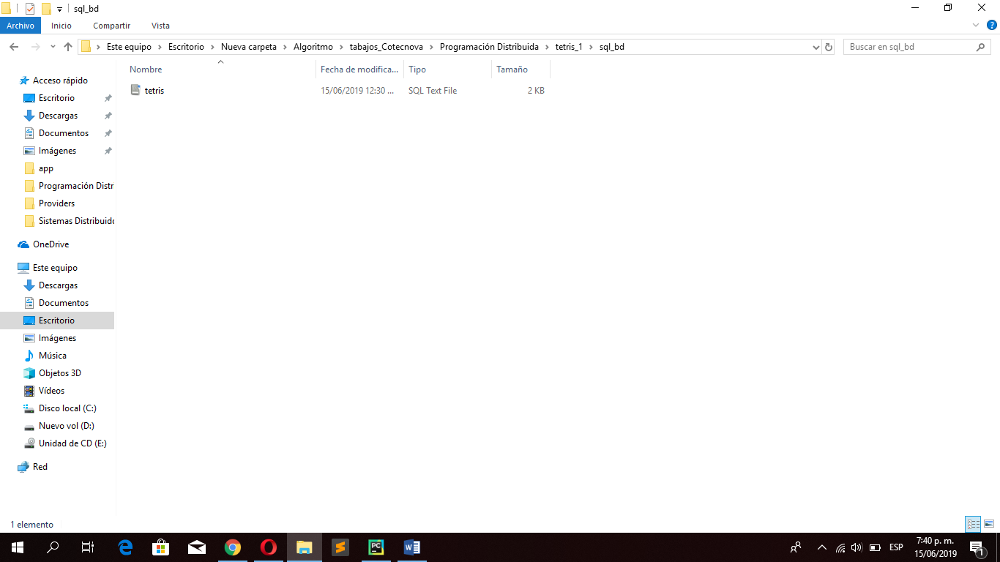 sql_bd
Archivo Inicio Compartir Vista
Este equipo Escritorio Nueva carpeta Algoritmo tabajos_Cotecnova Programación Distribuida tetris_1 sql_bd
Buscar en sql_bd
Nombre Fecha de modifica... Tipo Tamaño
tetris 15/06/2019 12:30 ... SQL Text File 2 KB
Acceso rápido
Escritorio
Descargas
Documentos
Imágenes
app
Programación Distr
Providers
Sistemas Distribuido
OneDrive
Este equipo
Descargas
Documentos
Escritorio
Imágenes
Música
Objetos 3D
Vídeos
Disco local (C:)
Nuevo vol (D:)
Unidad de CD (E:)
Red
1 elemento
PC
ESP
7:40 p. m.
15/06/2019
1